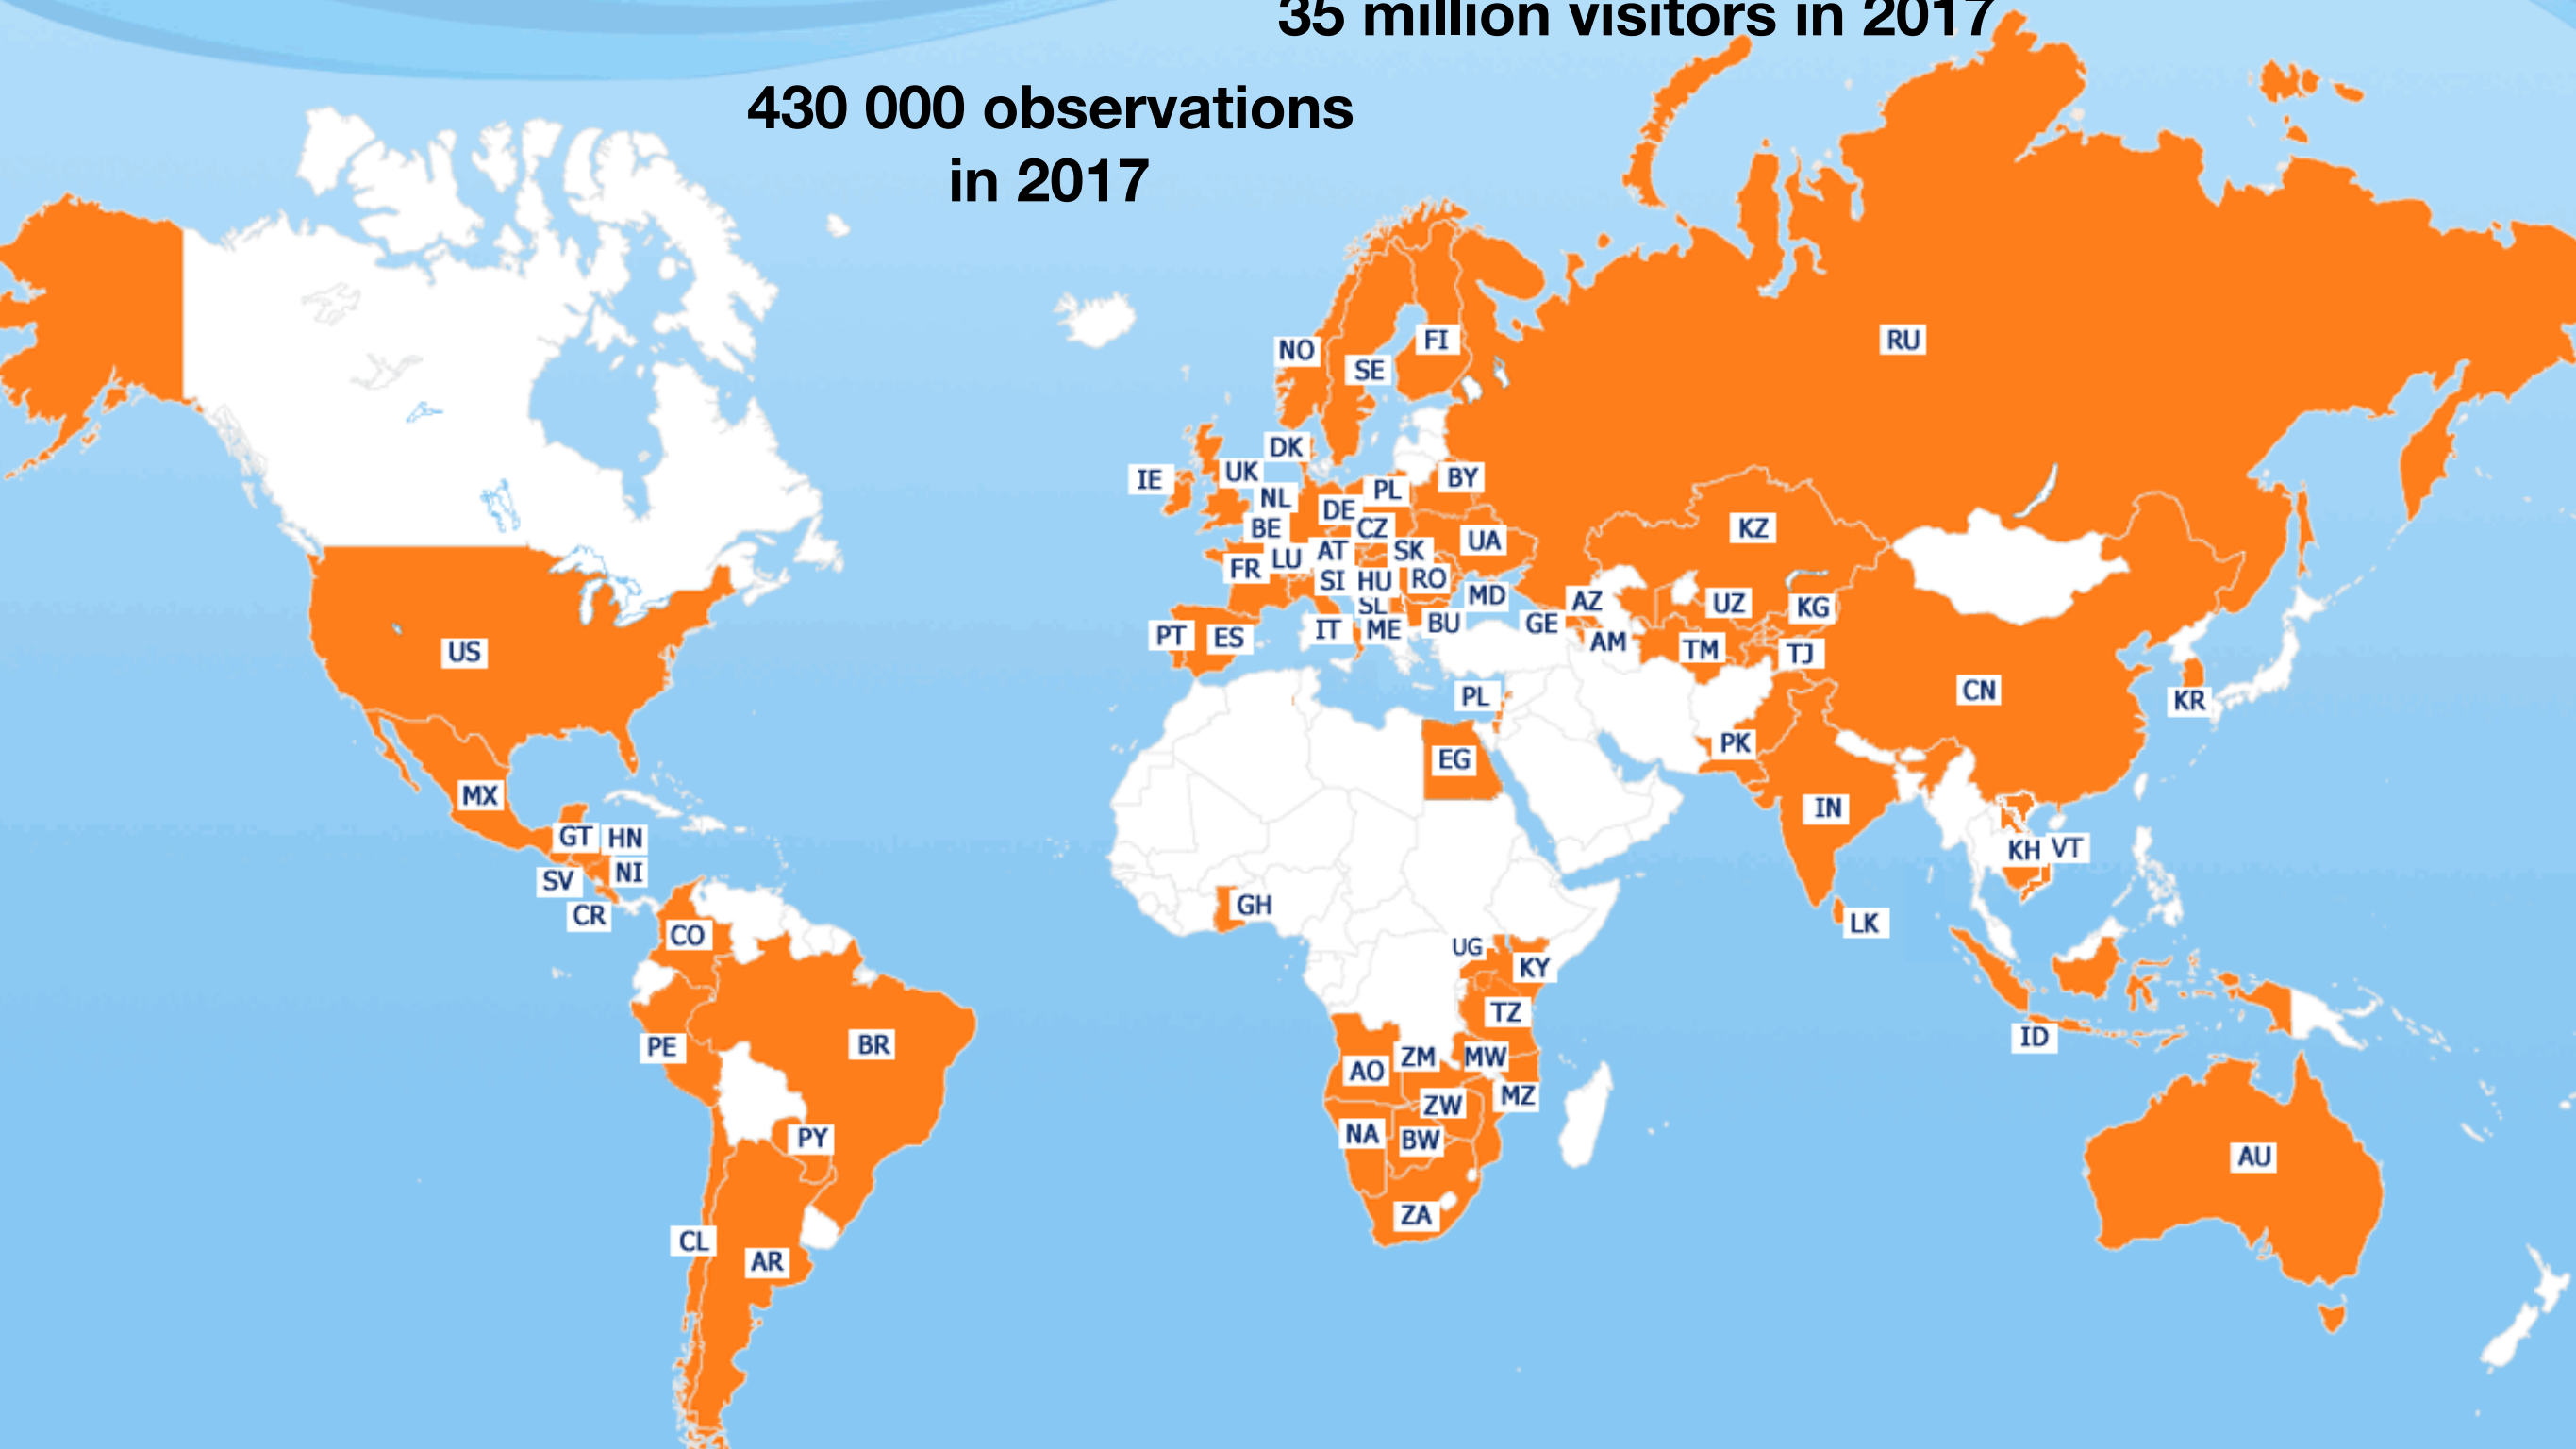 35 million visitors in 2017
430 000 observations
in 2017
NO
FI
SE
RU
DK
IE
UK
NL
PL
BY
DE
BE
CZ
UA
KZ
FR
LU
AT
SK
SI
HU
RO
MD
AZ
UZ
KG
SL
PT
ES
IT
ME
BU
GE
AM
TM
TJ
US
CN
PL
KR
PK
EG
MX
IN
GT
HN
KH
VT
SV
NI
CR
GH
LK
CO
UG
KY
TZ
ID
PE
BR
ZM
MW
AO
MZ
ZW
NA
BW
PY
AU
ZA
CL
AR